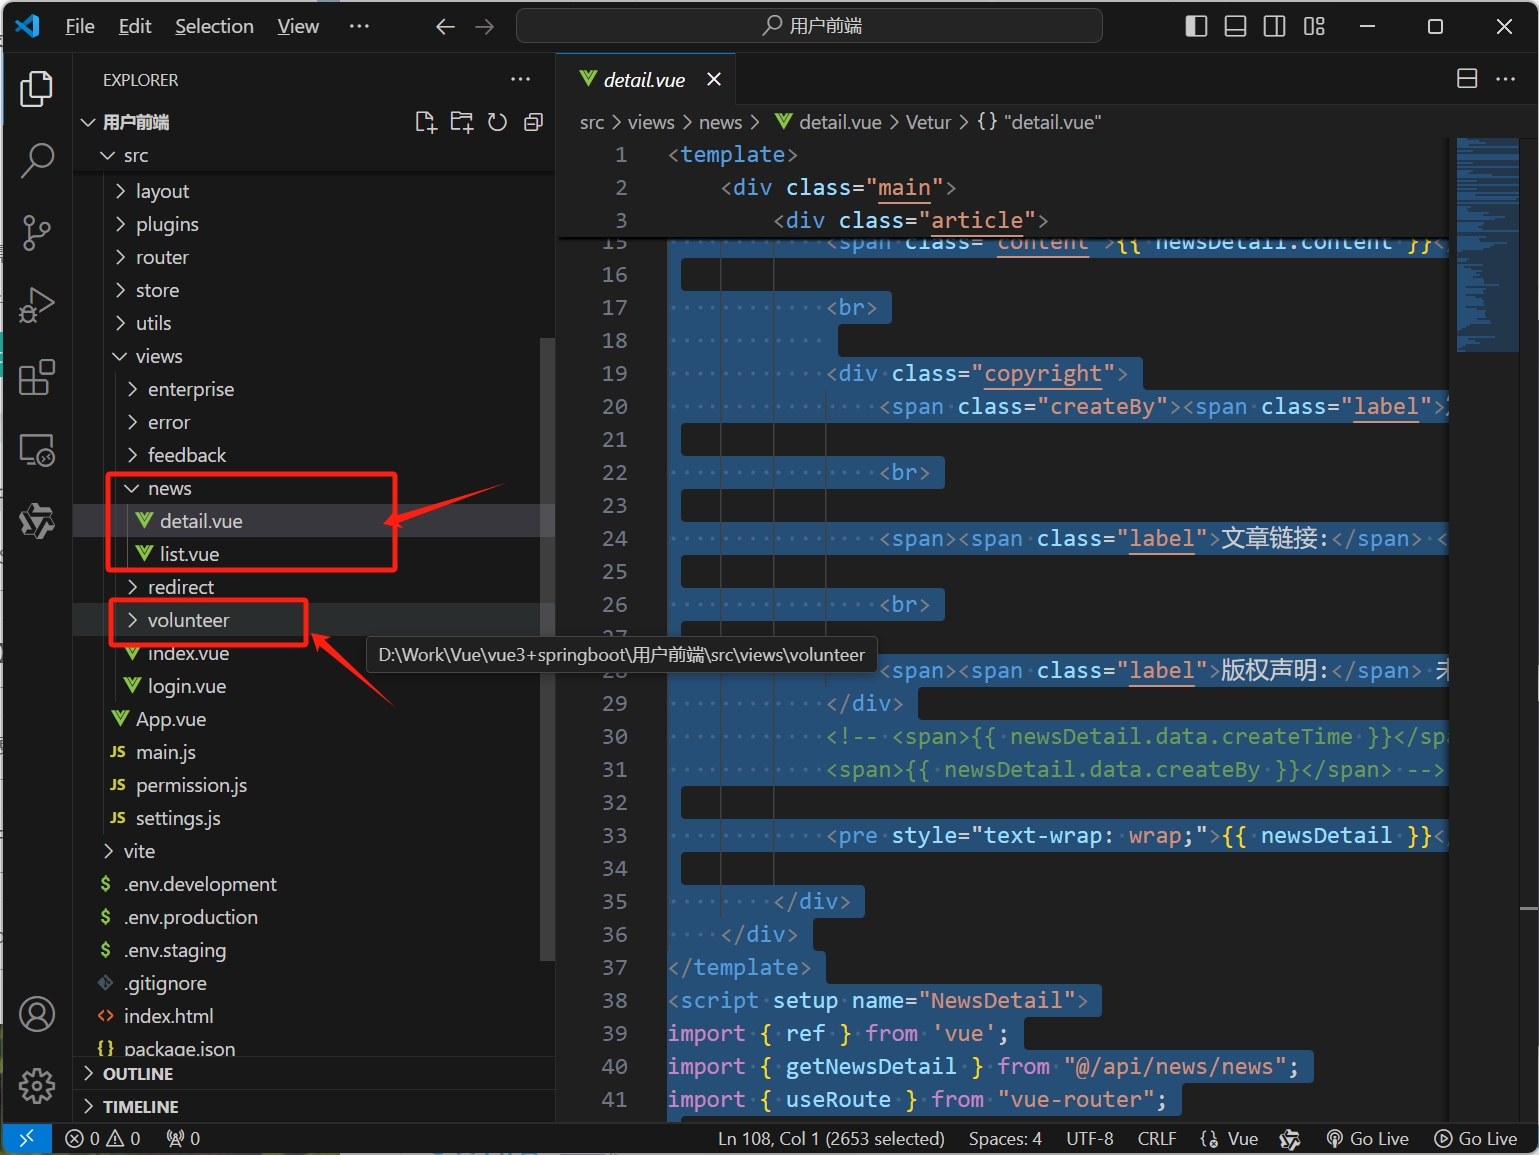 File Edit Selection View ··· 用户前端
EXPLORER ···
用户前端
src
layout
plugins
router
store
utils
views
enterprise
error
feedback
news
detail.vue
list.vue
redirect
volunteer
index.vue
login.vue
App.vue
JS main.js
JS permission.js
JS settings.js
vite
$ .env.development
$ .env.production
$ .env.staging
.gitignore
<> index.html
{} package.json
OUTLINE
TIMELINE
detail.vue
src > views > news > detail.vue > Vetur > {} "detail.vue"
1 <template>
2 <div class="main">
3 <div class="article">
15 <span class="content">{{ newsDetail.content }}</
16
17 <br>
18
19 <div class="copyright">
20 <span class="createBy"><span class="label">
21
22 <br>
23
24 <span><span class="label">文章链接:</span> <
25
26 <br>
27
28 <span><span class="label">版权声明:</span> 未
D:\Work\Vue\vue3+springboot\用户前端\src\views\volunteer
29 </div>
30 <!-- <span>{{ newsDetail.data.createTime }}</spa
31 <span>{{ newsDetail.data.createBy }}</span> -->
32
33 <pre style="text-wrap: wrap;">{{ newsDetail }}</
34
35 </div>
36 </div>
37 </template>
38 <script setup name="NewsDetail">
39 import { ref } from 'vue';
40 import { getNewsDetail } from "@/api/news/news";
41 import { useRoute } from "vue-router";
0 0 0 Ln 108, Col 1 (2653 selected) Spaces: 4 UTF-8 CRLF Vue Go Live Go Live